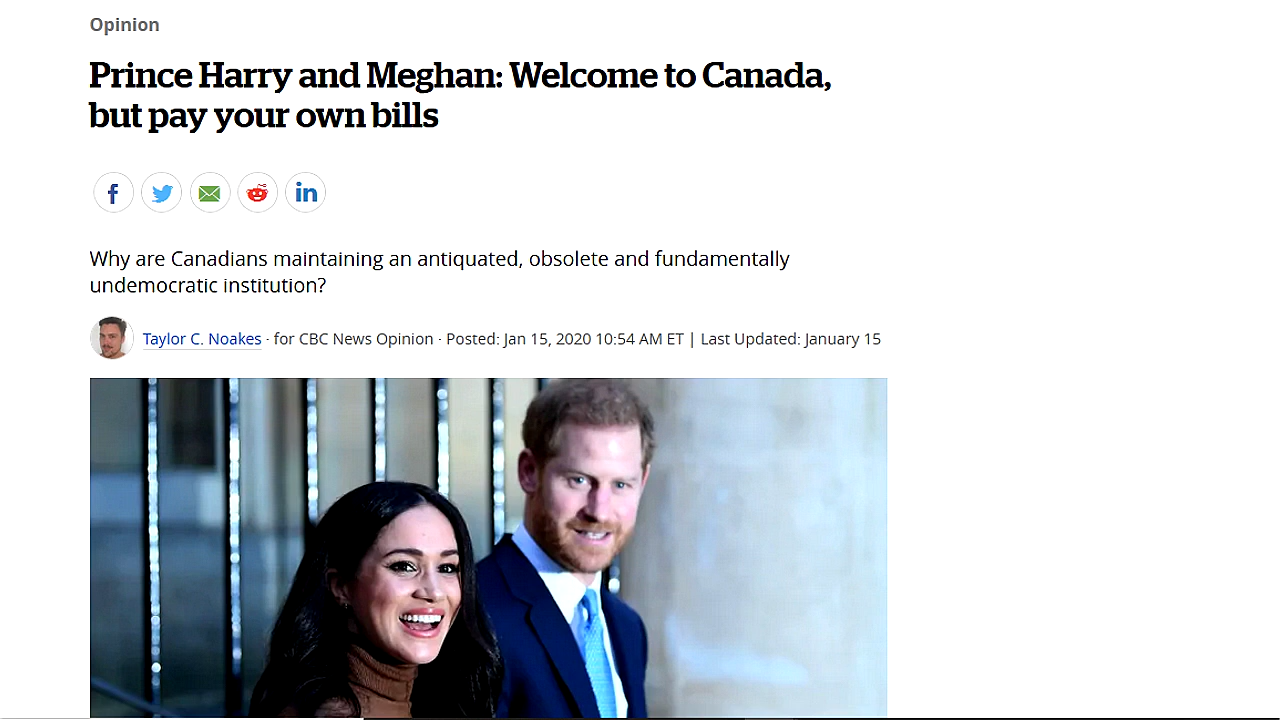 Opinion
Prince Harry and Meghan: Welcome to Canada,
but pay your own bills
Why are Canadians maintaining an antiquated, obsolete and fundamentally
undemocratic institution?
Taylor C. Noakes · for CBC News Opinion · Posted: Jan 15, 2020 10:54 AM ET | Last Updated: January 15